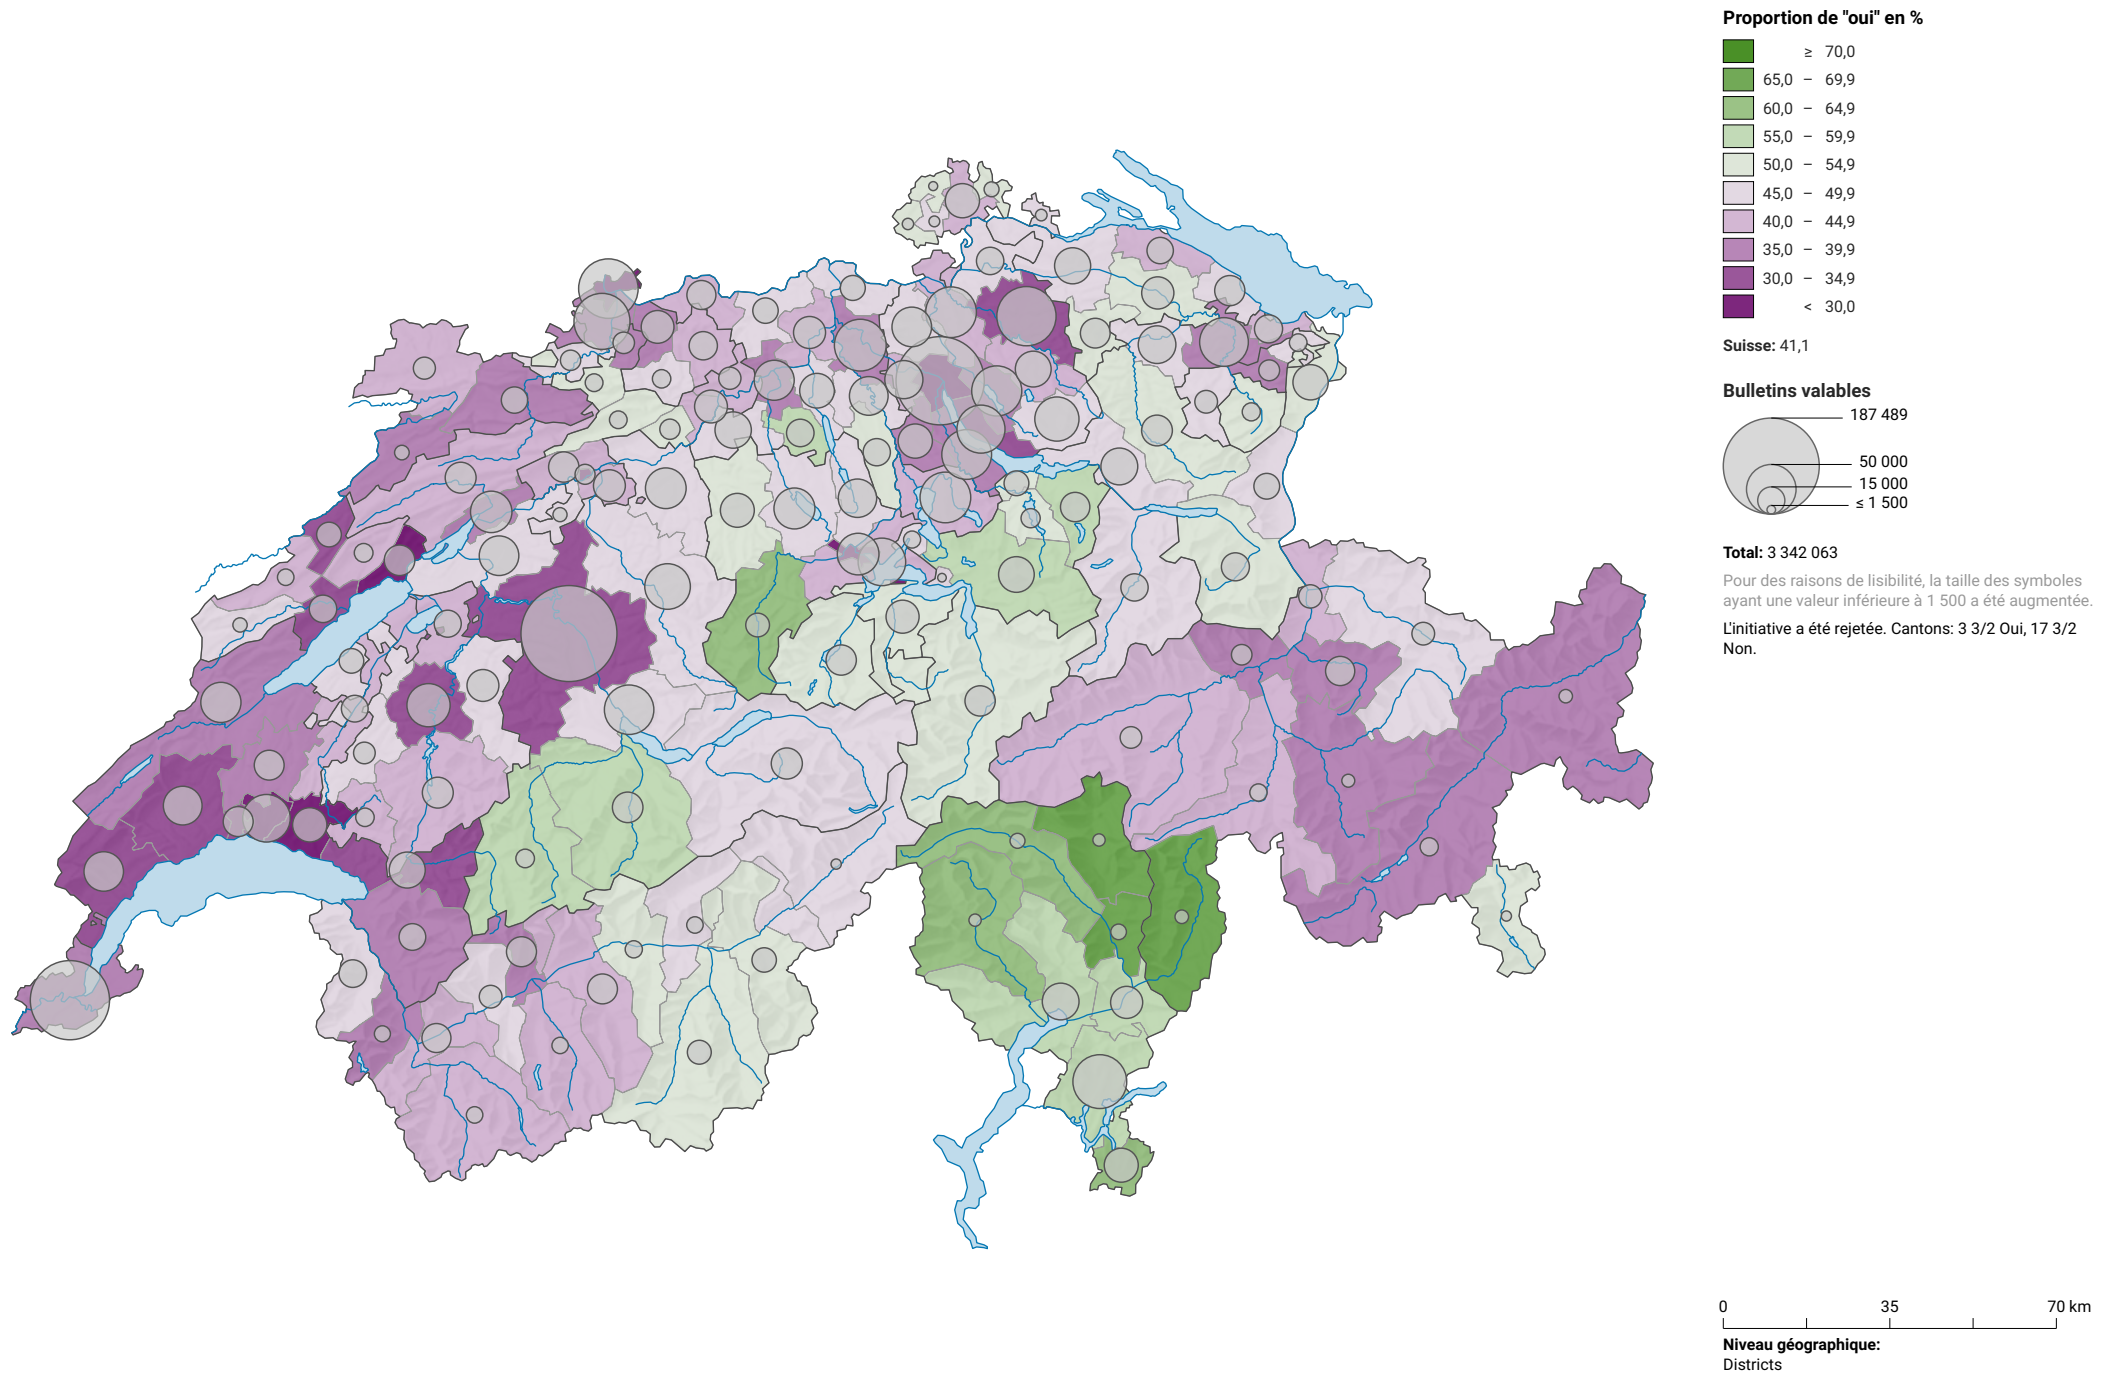 Proportion de "oui" en %
≥ 70,0
65,0 – 69,9
60,0 – 64,9
55,0 – 59,9
50,0 – 54,9
45,0 – 49,9
40,0 – 44,9
35,0 – 39,9
30,0 – 34,9
< 30,0
Suisse: 41,1
Bulletins valables
187 489
50 000
15 000
≤ 1 500
Total: 3 342 063
Pour des raisons de lisibilité, la taille des symboles
ayant une valeur inférieure à 1 500 a été augmentée.
L'initiative a été rejetée. Cantons: 3 3/2 Oui, 17 3/2
Non.
0 35 70 km
Niveau géographique:
Districts